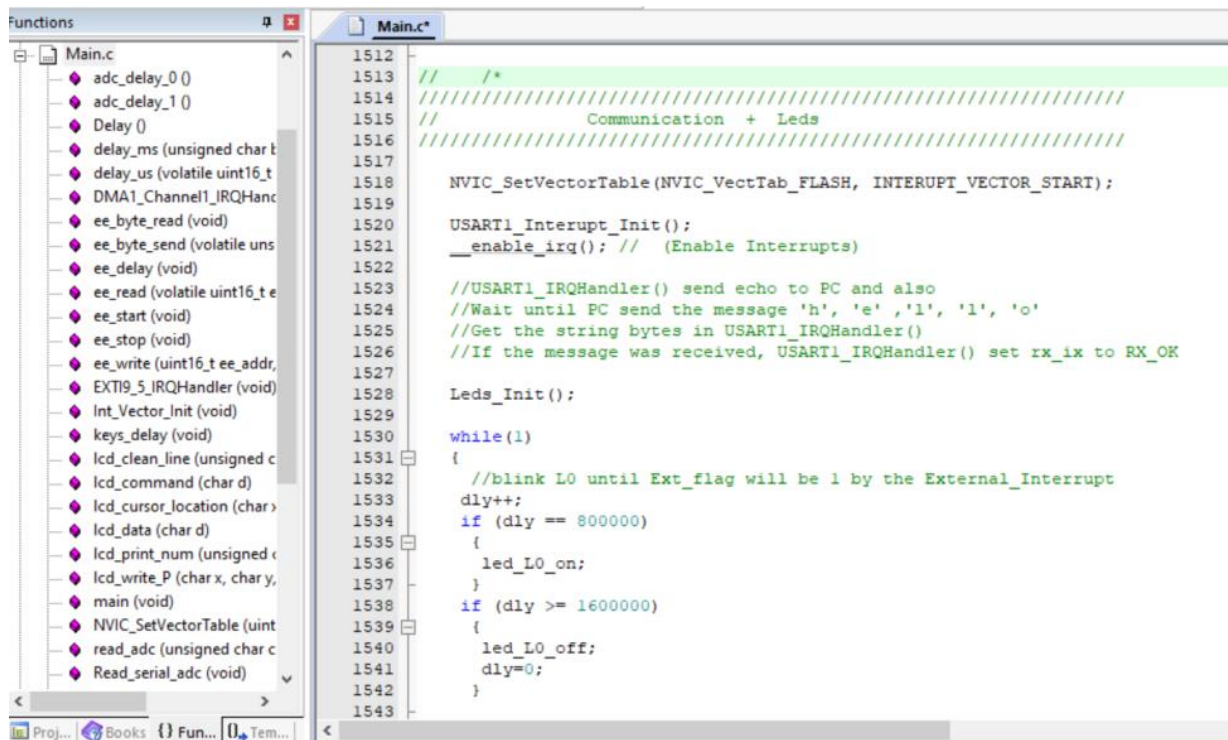 Functions
Main.c
adc_delay_0 ()
adc_delay_1 ()
Delay ()
delay_ms (unsigned char b
delay_us (volatile uint16_t
DMA1_Channel1_IRQHanc
ee_byte_read (void)
ee_byte_send (volatile uns
ee_delay (void)
ee_read (volatile uint16_t e
ee_start (void)
ee_stop (void)
ee_write (uint16_t ee_addr,
EXTI9_5_IRQHandler (void)
Int_Vector_Init (void)
keys_delay (void)
lcd_clean_line (unsigned c
lcd_command (char d)
lcd_cursor_location (char x
lcd_data (char d)
lcd_print_num (unsigned c
lcd_write_P (char x, char y,
main (void)
NVIC_SetVectorTable (uint
read_adc (unsigned char c
Read_serial_adc (void)
Proj... Books {} Fun... Tem...
Main.c*
1512
1513 // /*
1514 ////////////////////////////////////////////////////////////////////
1515 // Communication + Leds
1516 ////////////////////////////////////////////////////////////////////
1517
1518 NVIC_SetVectorTable(NVIC_VectTab_FLASH, INTERUPT_VECTOR_START);
1519
1520 USART1_Interupt_Init();
1521 __enable_irq(); // (Enable Interrupts)
1522
1523 //USART1_IRQHandler() send echo to PC and also
1524 //Wait until PC send the message 'h', 'e' ,'l', 'l', 'o'
1525 //Get the string bytes in USART1_IRQHandler()
1526 //If the message was received, USART1_IRQHandler() set rx_ix to RX_OK
1527
1528 Leds_Init();
1529
1530 while(1)
1531 {
1532 //blink L0 until Ext_flag will be 1 by the External_Interrupt
1533 dly++;
1534 if (dly == 800000)
1535 {
1536 led_L0_on;
1537 }
1538 if (dly >= 1600000)
1539 {
1540 led_L0_off;
1541 dly=0;
1542 }
1543